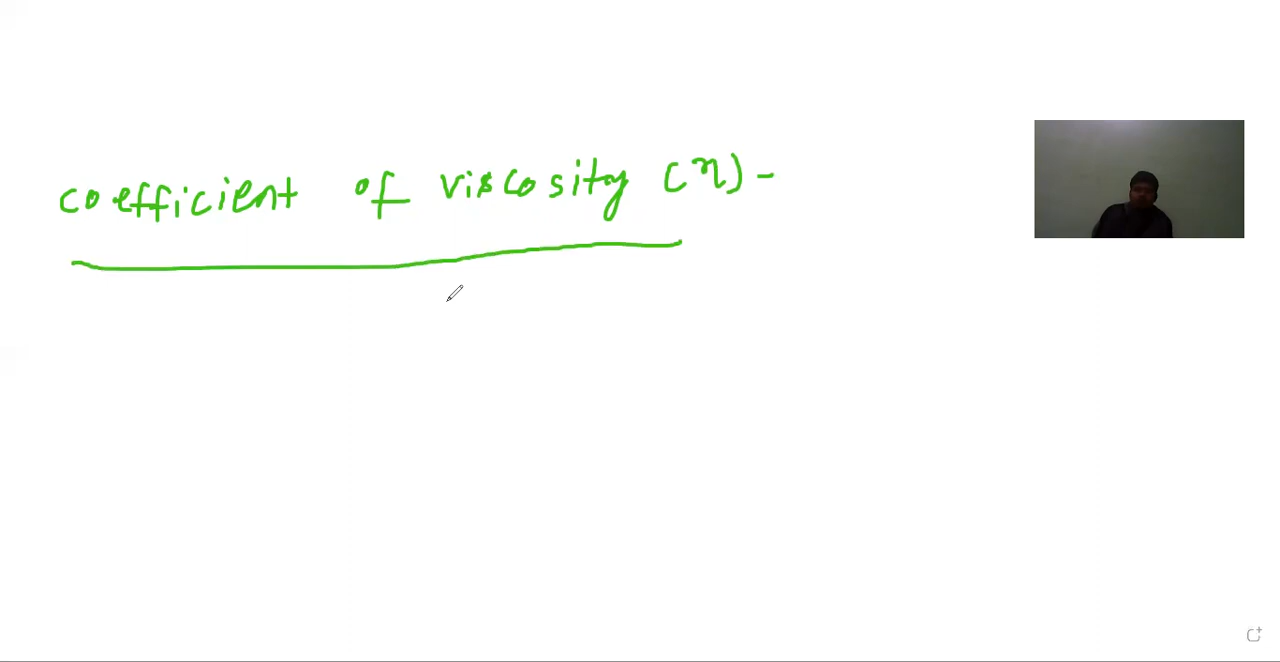 coefficient of viscosity (η) -